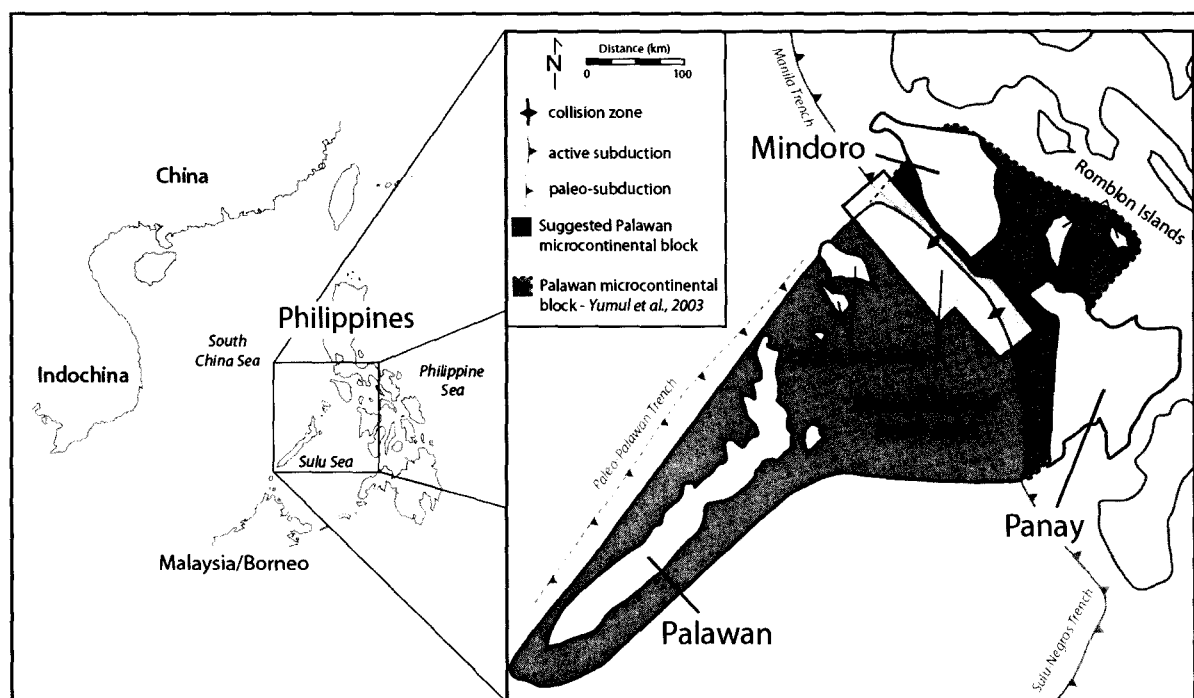 China
Indochina
Philippines
South
China Sea
Philippine
Sea
Sulu Sea
Malaysia/Borneo
N
Distance (km)
0 100
collision zone
active subduction
paleo-subduction
Suggested Palawan
microcontinental block
Palawan microcontinental
block - Yumul et al., 2003
Manila Trench
Mindoro
Romblon Islands
Paleo Palawan Trench
Panay
Palawan
Sulu Negros Trench